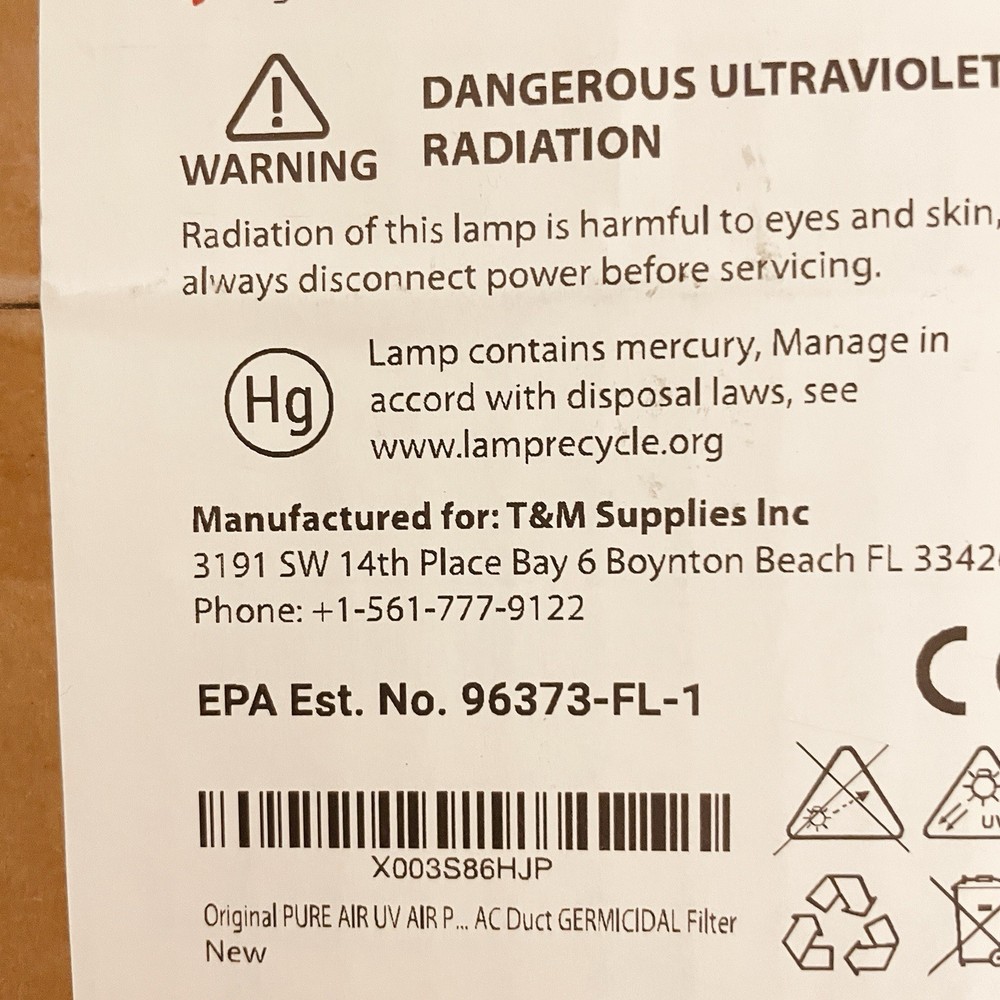 DANGEROUS ULTRAVIOLET
RADIATION
WARNING
Radiation of this lamp is harmful to eyes and skin,
always disconnect power before servicing.
Hg
Lamp contains mercury, Manage in
accord with disposal laws, see
www.lamprecycle.org
Manufactured for: T&M Supplies Inc
3191 SW 14th Place Bay 6 Boynton Beach FL 3342
Phone: +1-561-777-9122
EPA Est. No. 96373-FL-1
X003S86HJP
Original PURE AIR UV AIR P... AC Duct GERMICIDAL Filter
New